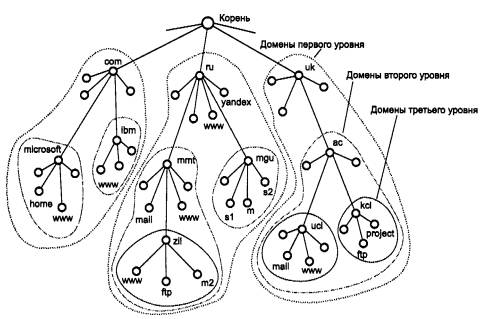 Корень
Домены первого уровня
com
ru
uk
Домены второго уровня
yandex
www
Домены третьего уровня
ibm
microsoft
ac
mmt
mgu
www
home
www
s2
mail
www
s1
m
kcl
project
zil
ucl
ftp
mail
www
www
ftp
m2